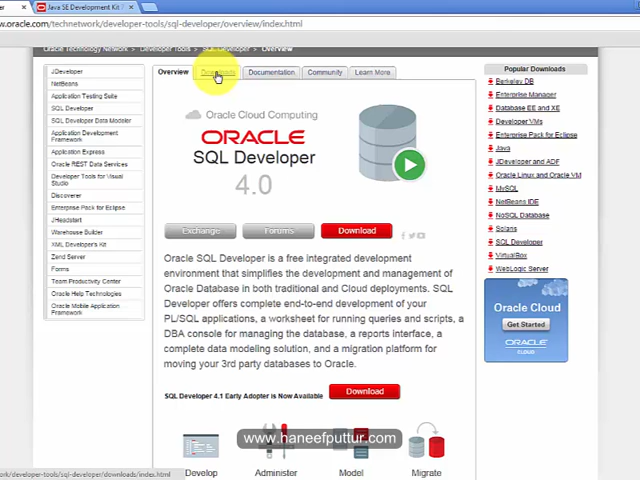 Java SE Development Kit 7
www.oracle.com/technetwork/developer-tools/sql-developer/overview/index.html
Oracle Technology Network > Developer Tools > SQL Developer > Overview
JDeveloper
NetBeans
Application Testing Suite
SQL Developer
SQL Developer Data Modeler
Application Development
Framework
Application Express
Oracle REST Data Services
Developer Tools for Visual
Studio
Discoverer
Enterprise Pack for Eclipse
JHeadstart
Warehouse Builder
XML Developer's Kit
Zend Server
Forms
Team Productivity Center
Oracle Help Technologies
Oracle Mobile Application
Framework
Overview
Downloads
Documentation
Community
Learn More
Oracle Cloud Computing
ORACLE
SQL Developer
4.0
Exchange
Forums
Download
Oracle SQL Developer is a free integrated development
environment that simplifies the development and management of
Oracle Database in both traditional and Cloud deployments. SQL
Developer offers complete end-to-end development of your
PL/SQL applications, a worksheet for running queries and scripts, a
DBA console for managing the database, a reports interface, a
complete data modeling solution, and a migration platform for
moving your 3rd party databases to Oracle.
SQL Developer 4.1 Early Adopter is Now Available
Download
Develop
Administer
Model
Migrate
Popular Downloads
Berkeley DB
Enterprise Manager
Database EE and XE
Developer VMs
Enterprise Pack for Eclipse
Java
JDeveloper and ADF
Oracle Linux and Oracle VM
MySQL
NetBeans IDE
NoSQL Database
Solaris
SQL Developer
VirtualBox
WebLogic Server
Oracle Cloud
Get Started
ORACLE
CLOUD
www.haneefputtur.com
work/developer-tools/sql-developer/downloads/index.html